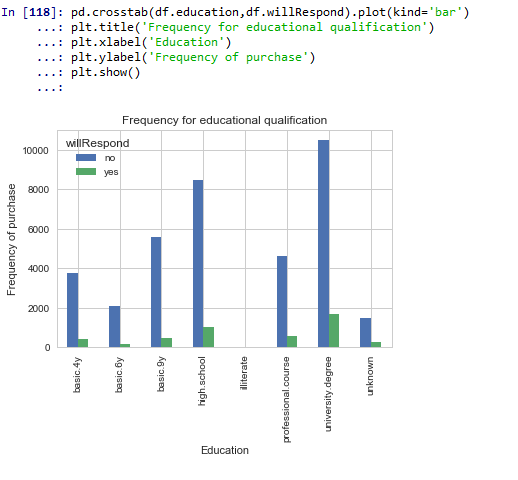 In [118]: pd.crosstab(df.education,df.willRespond).plot(kind='bar')
...: plt.title('Frequency for educational qualification')
...: plt.xlabel('Education')
...: plt.ylabel('Frequency of purchase')
...: plt.show()
...:
Frequency for educational qualification
willRespond
no
yes
Frequency of purchase
10000
8000
6000
4000
2000
0
basic.4y
basic.6y
basic.9y
high.school
illiterate
professional.course
university.degree
unknown
Education